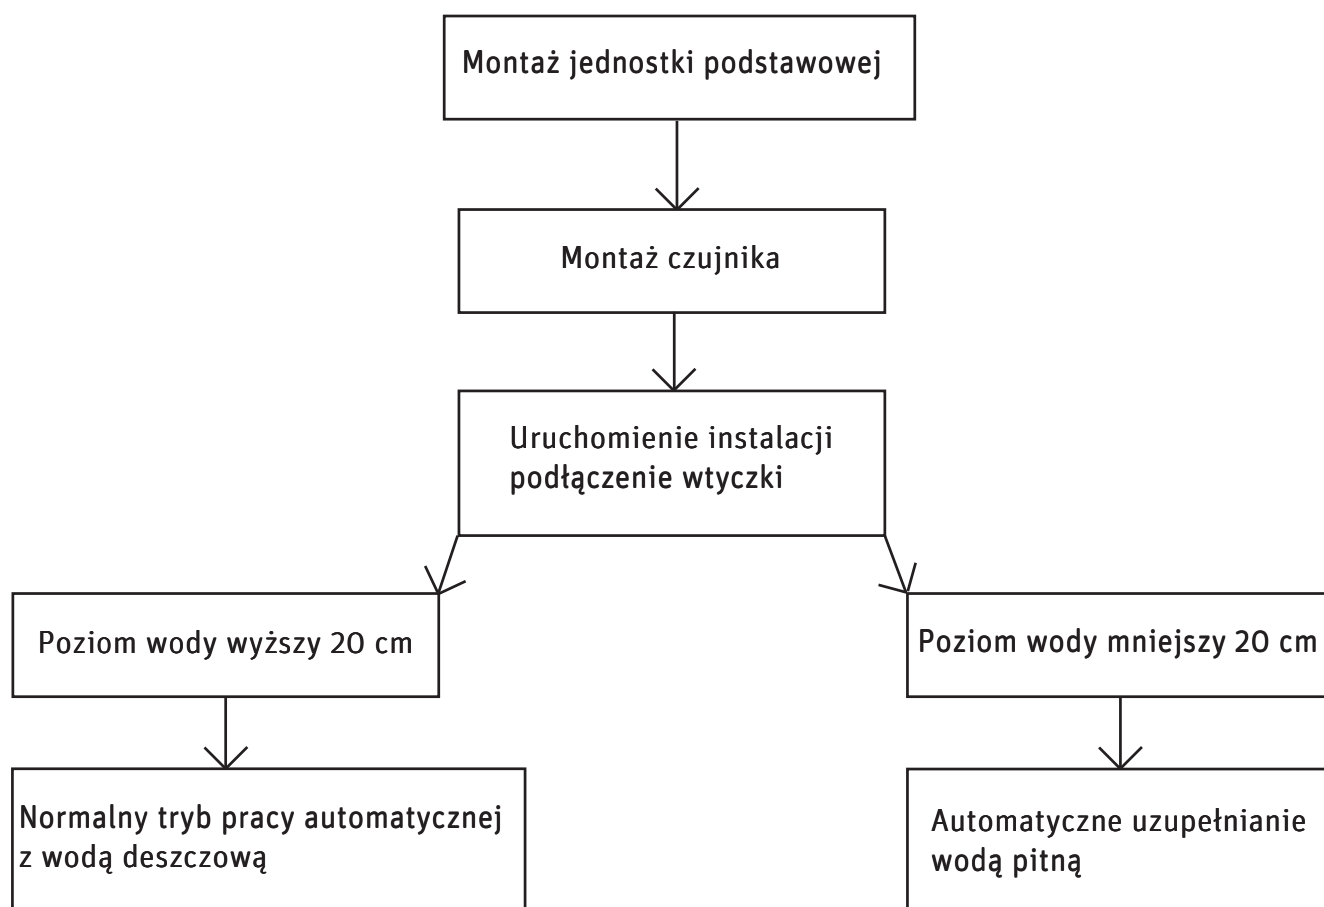 Montaż jednostki podstawowej
Montaż czujnika
Uruchomienie instalacji
podłączenie wtyczki
Poziom wody wyższy 20 cm
Poziom wody mniejszy 20 cm
Normalny tryb pracy automatycznej
z wodą deszczową
Automatyczne uzupełnianie
wodą pitną